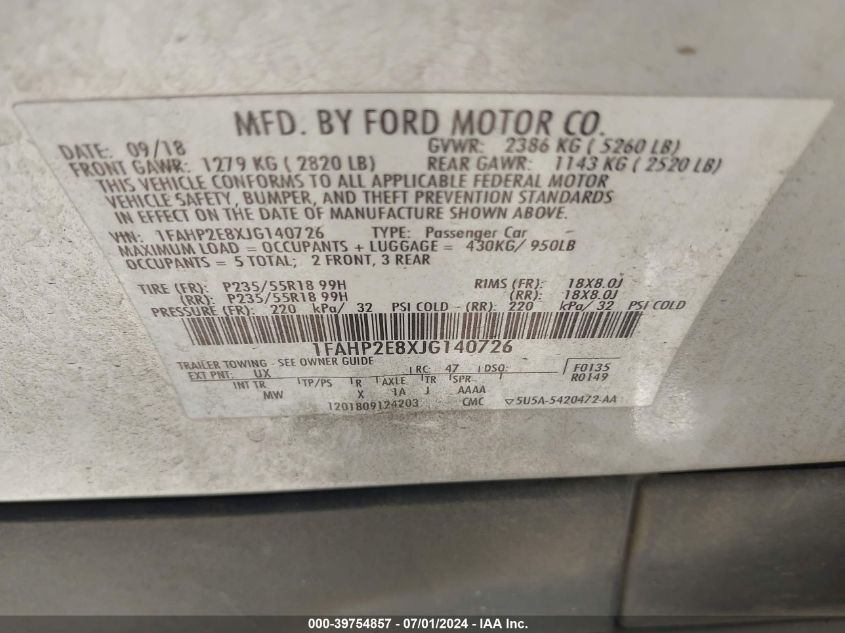 MFD. BY FORD MOTOR CO.
DATE: 09/18 GVWR: 2386 KG ( 5260 LB)
FRONT GAWR: 1279 KG ( 2820 LB) REAR GAWR: 1143 KG ( 2520 LB)
THIS VEHICLE CONFORMS TO ALL APPLICABLE FEDERAL MOTOR
VEHICLE SAFETY, BUMPER, AND THEFT PREVENTION STANDARDS
IN EFFECT ON THE DATE OF MANUFACTURE SHOWN ABOVE.
VIN: 1FAHP2E8XJG140726 TYPE: Passenger Car
MAXIMUM LOAD = OCCUPANTS + LUGGAGE = 430KG/ 950LB
OCCUPANTS = 5 TOTAL; 2 FRONT, 3 REAR
TIRE (FR): P235/55R18 99H RIMS (FR): 18X8.0J
(RR): P235/55R18 99H (RR): 18X8.0J
PRESSURE (FR): 220 kPa/ 32 PSI COLD -(RR): 220 kPa/ 32 PSI COLD
1FAHP2E8XJG140726
TRAILER TOWING - SEE OWNER GUIDE
EXT PNT: UX RC: 47 DSO: F0135
INT TR TP/PS R AXLE TR SPR R0149
MW X 1A J AAAA
1201809124203 CMC ▽5U5A-5420472-AA
000-39754857 - 07/01/2024 - IAA Inc.